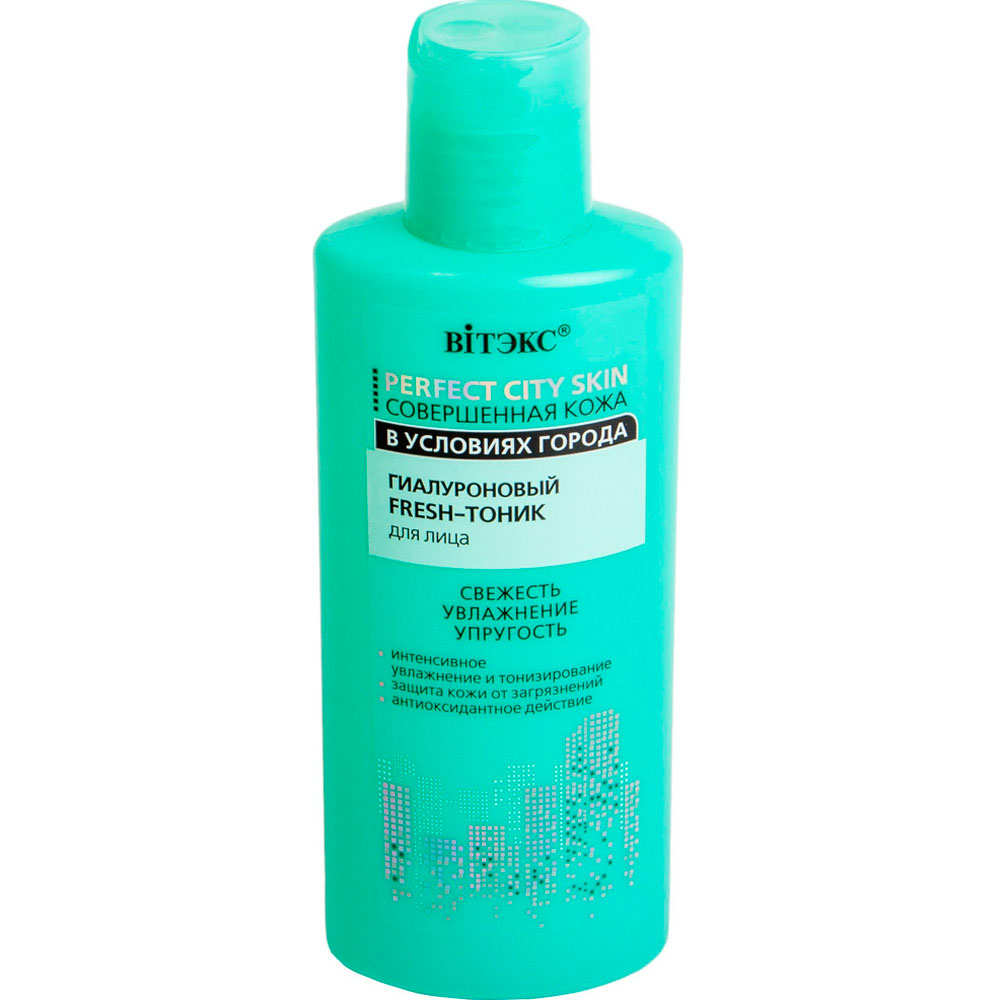 ВIТЭКС®
PERFECT CITY SKIN
СОВЕРШЕННАЯ КОЖА
В УСЛОВИЯХ ГОРОДА
ГИАЛУРОНОВЫЙ
FRESH-ТОНИК
для лица
СВЕЖЕСТЬ
УВЛАЖНЕНИЕ
УПРУГОСТЬ
• интенсивное
увлажнение и тонизирование
• защита кожи от загрязнений
• антиоксидантное действие